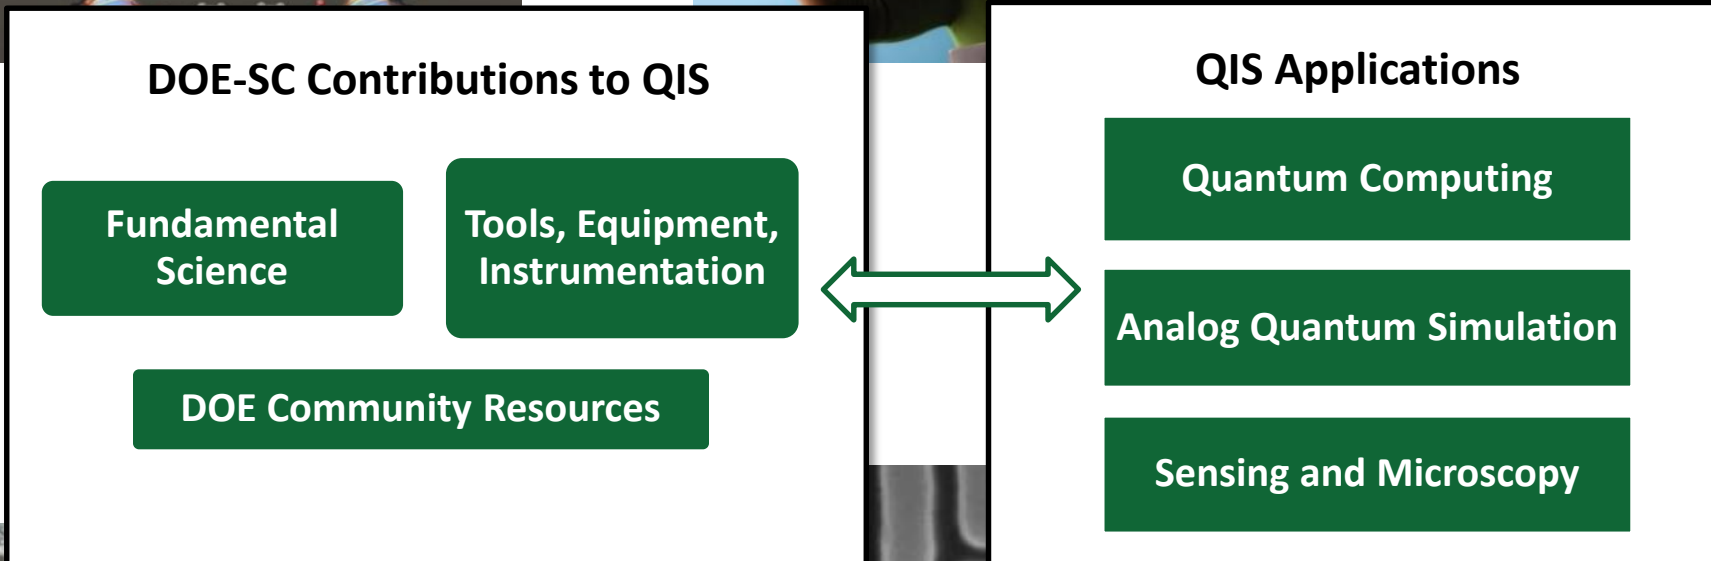 DOE-SC Contributions to QIS
Fundamental
Science
Tools, Equipment,
Instrumentation
DOE Community Resources
QIS Applications
Quantum Computing
Analog Quantum Simulation
Sensing and Microscopy